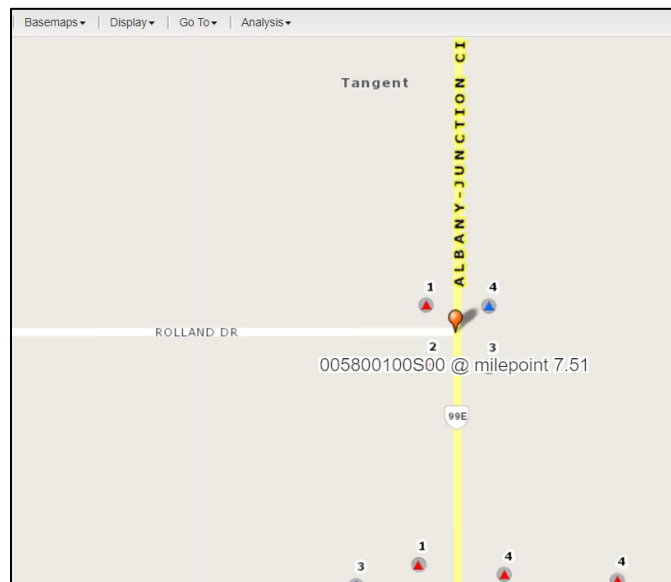 Basemaps▾ | Display▾ | Go To▾ | Analysis▾
Tangent
ALBANY-JUNCTION CI
1
4
ROLLAND DR
2
3
005800100S00 @ milepoint 7.51
99E
1
4
4
3